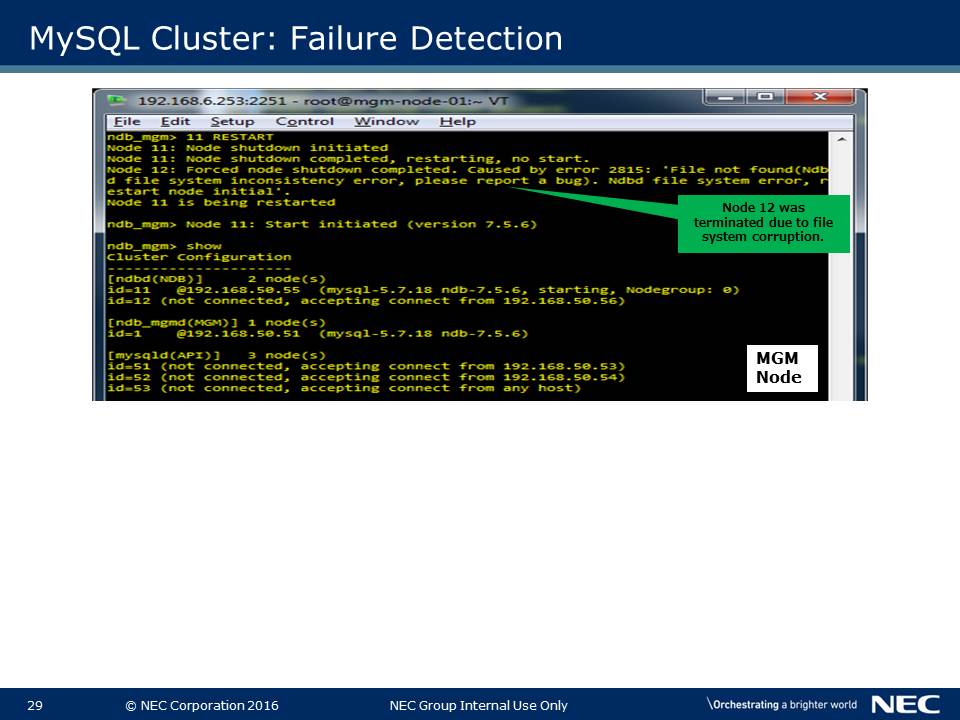 MySQL Cluster: Failure Detection
192.168.6.253:2251 - root@mgm-node-01:~ VT
File Edit Setup Control Window Help
ndb_mgm> 11 RESTART
Node 11: Node shutdown initiated
Node 11: Node shutdown completed, restarting, no start.
Node 12: Forced node shutdown completed. Caused by error 2815: 'File not found(Ndb
d file system inconsistency error, please report a bug). Ndbd file system error, r
estart node initial'.
Node 11 is being restarted
ndb_mgm> Node 11: Start initiated (version 7.5.6)
Node 12 was
terminated due to file
system corruption.
ndb_mgm> show
Cluster Configuration
---------------------
[ndbd(NDB)] 2 node(s)
id=11 @192.168.50.55 (mysql-5.7.18 ndb-7.5.6, starting, Nodegroup: 0)
id=12 (not connected, accepting connect from 192.168.50.56)
[ndb_mgmd(MGM)] 1 node(s)
id=1 @192.168.50.51 (mysql-5.7.18 ndb-7.5.6)
[mysqld(API)] 3 node(s)
id=51 (not connected, accepting connect from 192.168.50.53)
id=52 (not connected, accepting connect from 192.168.50.54)
id=53 (not connected, accepting connect from any host)
MGM
Node
29 © NEC Corporation 2016 NEC Group Internal Use Only \Orchestrating a brighter world NEC